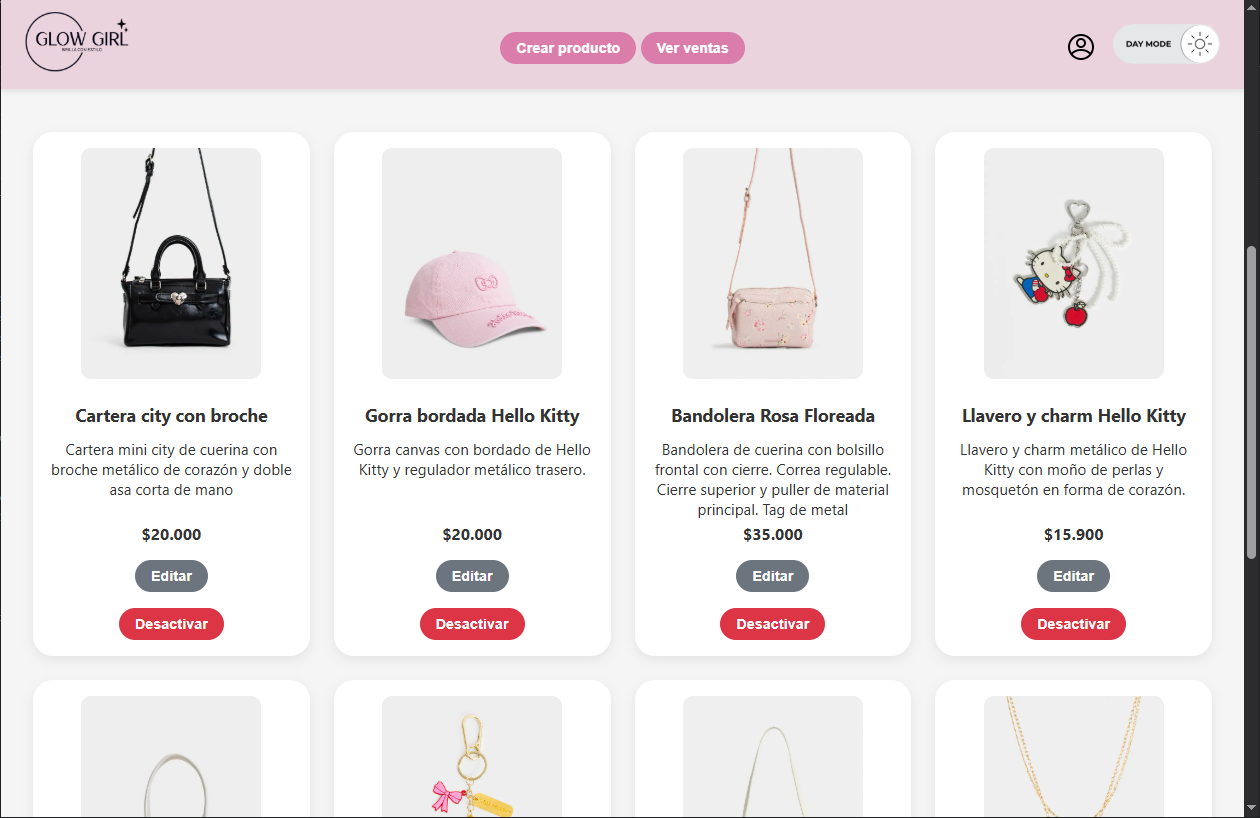 GLOW GIRL
Crear producto
Ver ventas
DAY MODE
Cartera city con broche
Cartera mini city de cuerina con
broche metálico de corazón y doble
asa corta de mano
$20.000
Editar
Desactivar
Gorra bordada Hello Kitty
Gorra canvas con bordado de Hello
Kitty y regulador metálico trasero.
$20.000
Editar
Desactivar
Bandolera Rosa Floreada
Bandolera de cuerina con bolsillo
frontal con cierre. Correa regulable.
Cierre superior y puller de material
principal. Tag de metal
$35.000
Editar
Desactivar
Llavero y charm Hello Kitty
Llavero y charm metálico de Hello
Kitty con moño de perlas y
mosquetón en forma de corazón.
$15.900
Editar
Desactivar